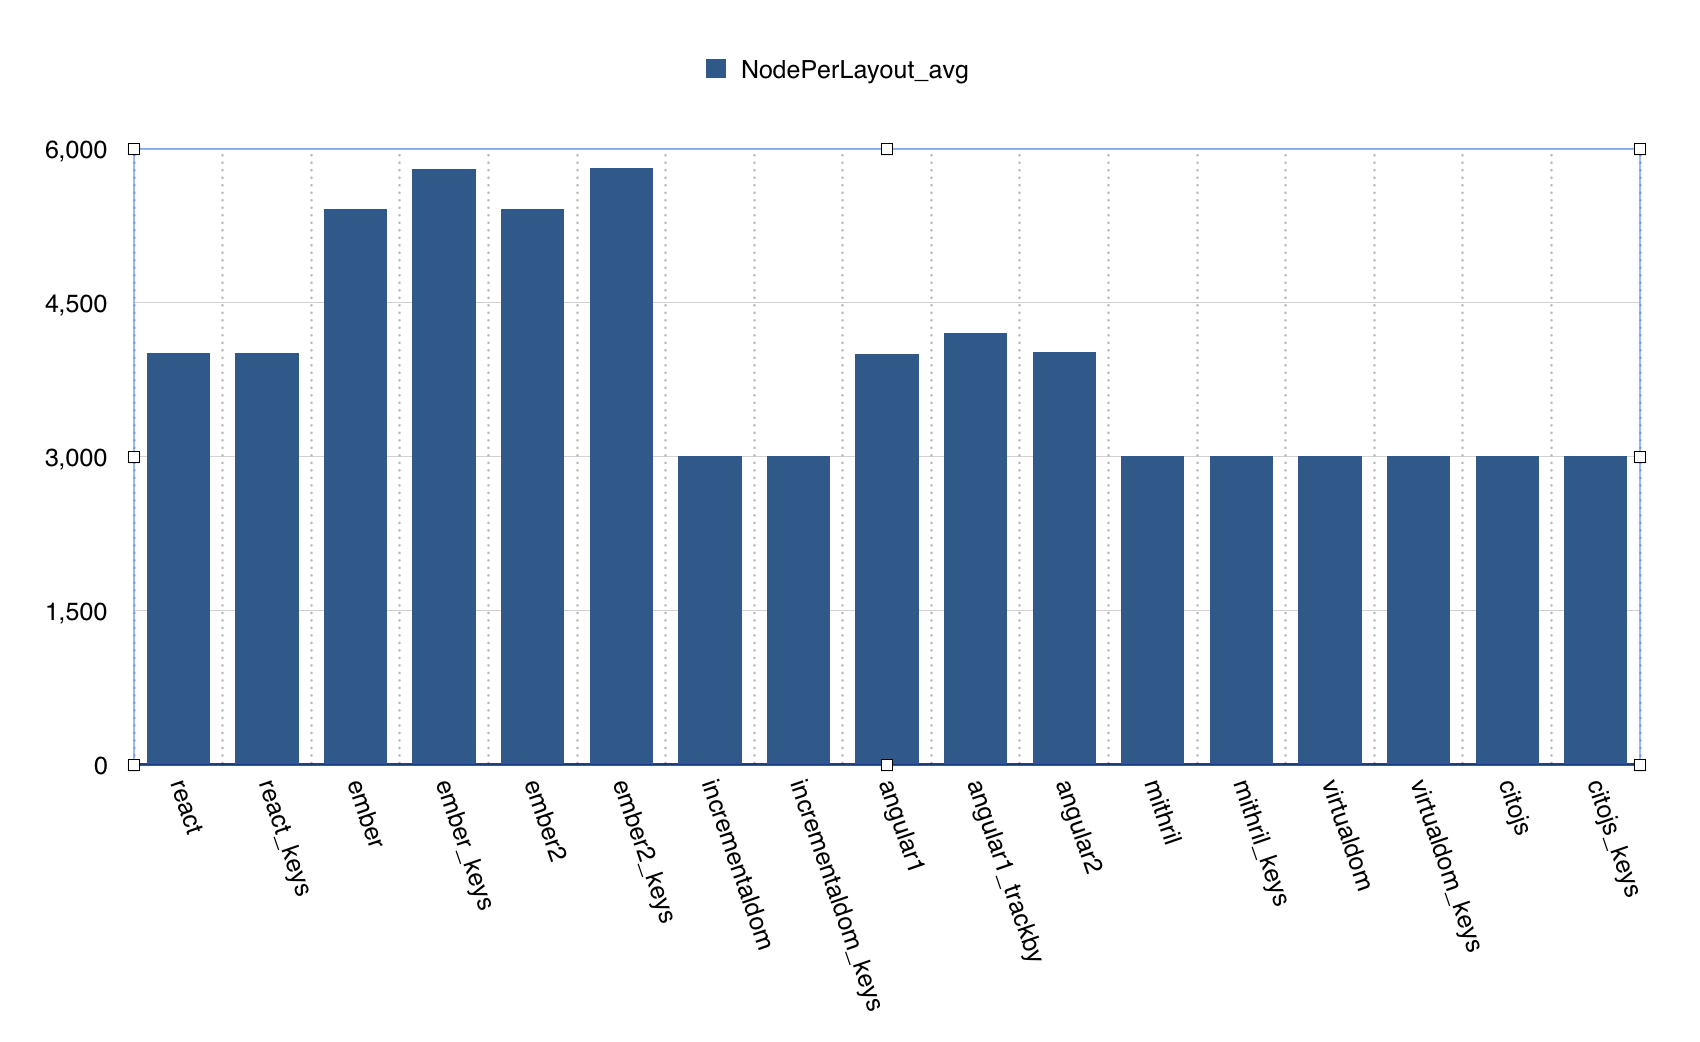 NodePerLayout_avg
6,000
4,500
3,000
1,500
0
react
react_keys
ember
ember_keys
ember2
ember2_keys
incrementaldom
incrementaldom_keys
angular1
angular1_trackby
angular2
mithril
mithril_keys
virtualdom
virtualdom_keys
citojs
citojs_keys